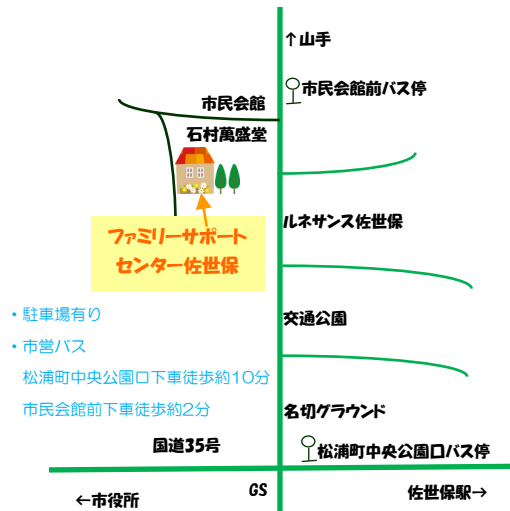 ↑山手
市民会館前バス停
市民会館
石村萬盛堂
ルネサンス佐世保
ファミリーサポート
センター佐世保
・駐車場有り
交通公園
・市営バス
松浦町中央公園口下車徒歩約10分
市民会館前下車徒歩約2分
名切グラウンド
国道35号
松浦町中央公園口バス停
GS
←市役所
佐世保駅→